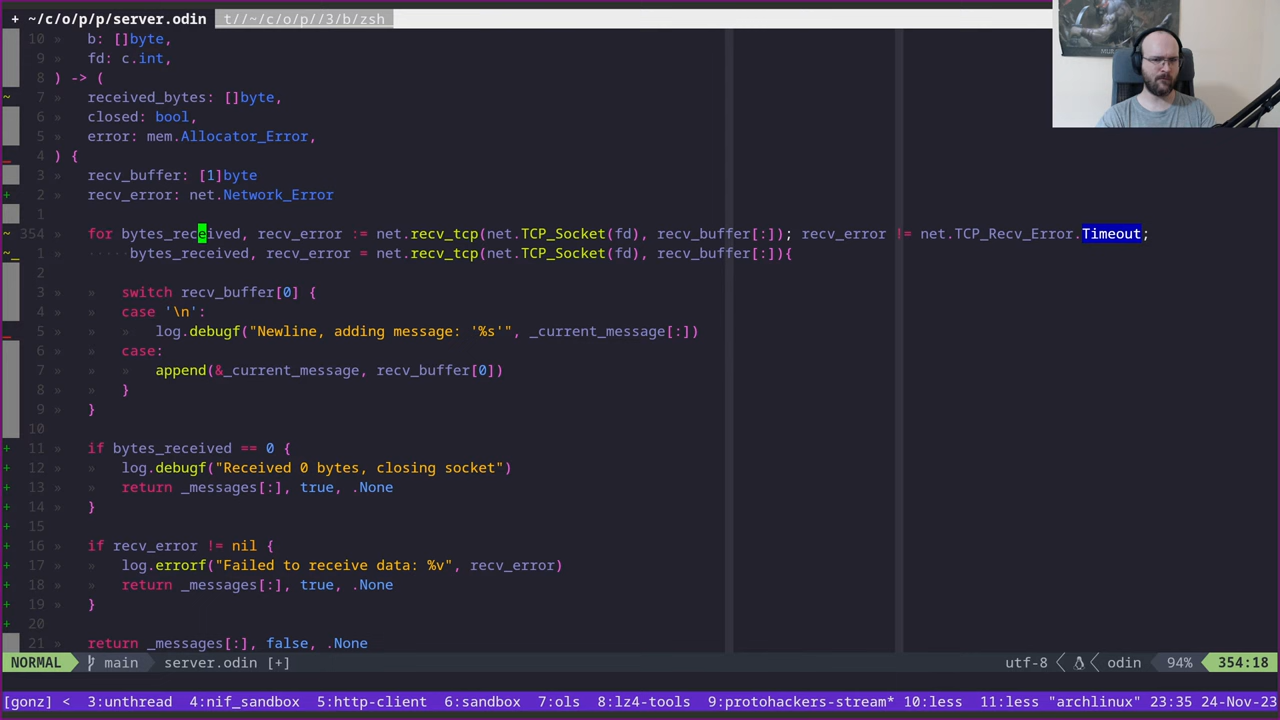 + ~/c/o/p/p/server.odin  t//~/c/o/p//3/b/zsh
10 » b: []byte,
9 » fd: c.int,
8 ) -> (
~ 7 » received_bytes: []byte,
6 » closed: bool,
5 » error: mem.Allocator_Error,
_ 4 ) {
3 » recv_buffer: [1]byte
+ 2 » recv_error: net.Network_Error
1
~ 354 » for bytes_received, recv_error := net.recv_tcp(net.TCP_Socket(fd), recv_buffer[:]); recv_error != net.TCP_Recv_Error.Timeout;
~_ 1 » ····bytes_received, recv_error = net.recv_tcp(net.TCP_Socket(fd), recv_buffer[:]){
2
3 » » switch recv_buffer[0] {
4 » » case '\n':
_ 5 » » » log.debugf("Newline, adding message: '%s'", _current_message[:])
6 » » case:
7 » » » append(&_current_message, recv_buffer[0])
8 » » }
9 » }
10
+ 11 » if bytes_received == 0 {
+ 12 » » log.debugf("Received 0 bytes, closing socket")
+ 13 » » return _messages[:], true, .None
+ 14 » }
+ 15
+ 16 » if recv_error != nil {
+ 17 » » log.errorf("Failed to receive data: %v", recv_error)
+ 18 » » return _messages[:], true, .None
+ 19 » }
+ 20
21 » return _messages[:], false, .None
NORMAL main server.odin [+] utf-8 odin 94% 354:18
[gonz] < 3:unthread 4:nif_sandbox 5:http-client 6:sandbox 7:ols 8:lz4-tools 9:protohackers-stream* 10:less 11:less "archlinux" 23:35 24-Nov-23